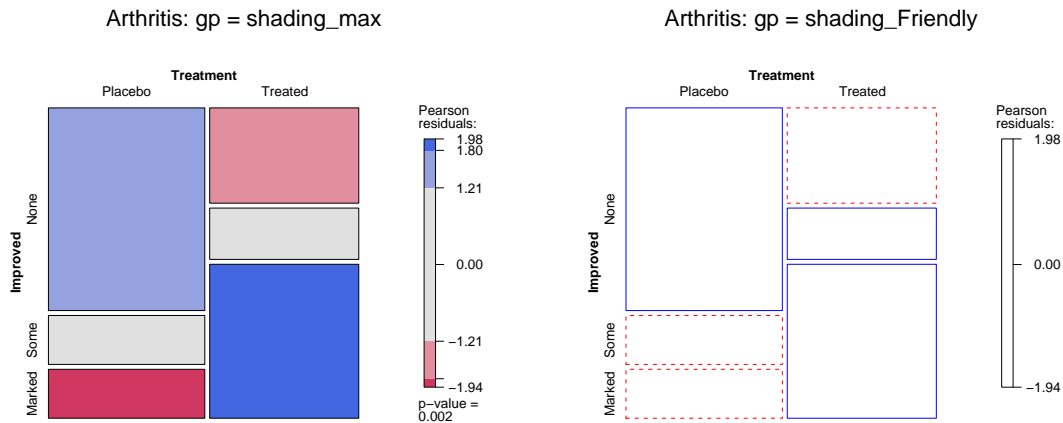 Arthritis: gp = shading_max
Treatment
Placebo Treated
Improved
None
Some
Marked
Pearson
residuals:
1.98
1.80
1.21
0.00
−1.21
−1.94
p−value =
0.002
Arthritis: gp = shading_Friendly
Treatment
Placebo Treated
Improved
None
Some
Marked
Pearson
residuals:
1.98
0.00
−1.94